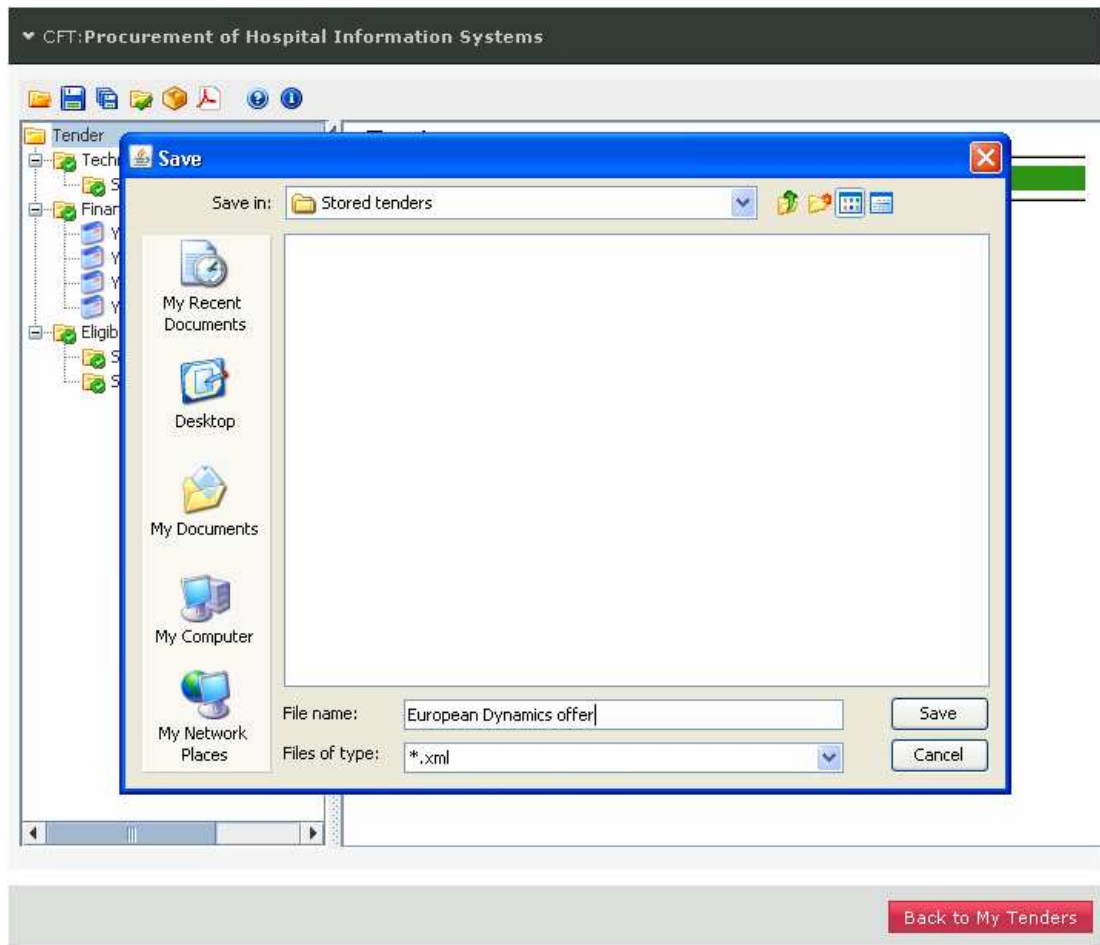 CFT:Procurement of Hospital Information Systems
Tender
Save
Save in:
Stored tenders
My Recent
Documents
Desktop
My Documents
My Computer
My Network
Places
File name:
European Dynamics offer
Save
Files of type:
*.xml
Cancel
Back to My Tenders